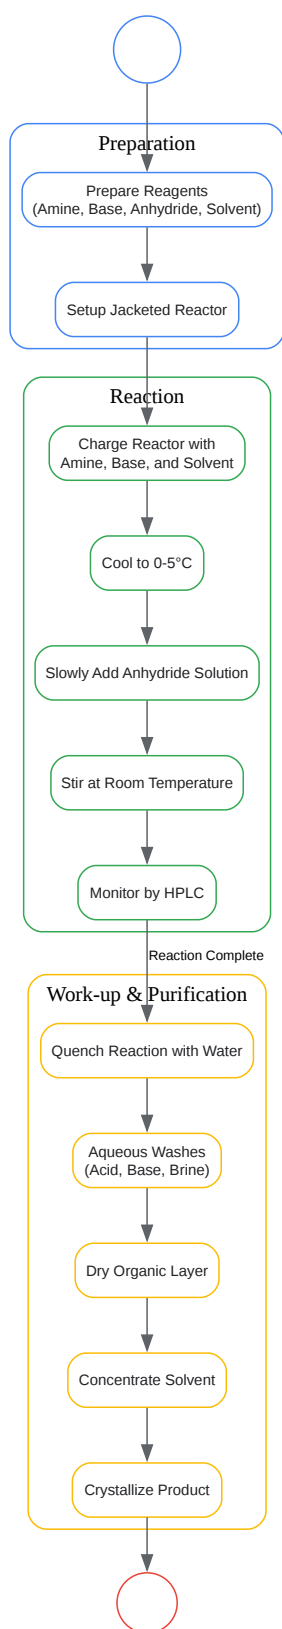 Preparation
Prepare Reagents
(Amine, Base, Anhydride, Solvent)
Setup Jacketed Reactor
Reaction
Charge Reactor with
Amine, Base, and Solvent
Cool to 0-5°C
Slowly Add Anhydride Solution
Stir at Room Temperature
Monitor by HPLC
Reaction Complete
Work-up & Purification
Quench Reaction with Water
Aqueous Washes
(Acid, Base, Brine)
Dry Organic Layer
Concentrate Solvent
Crystallize Product